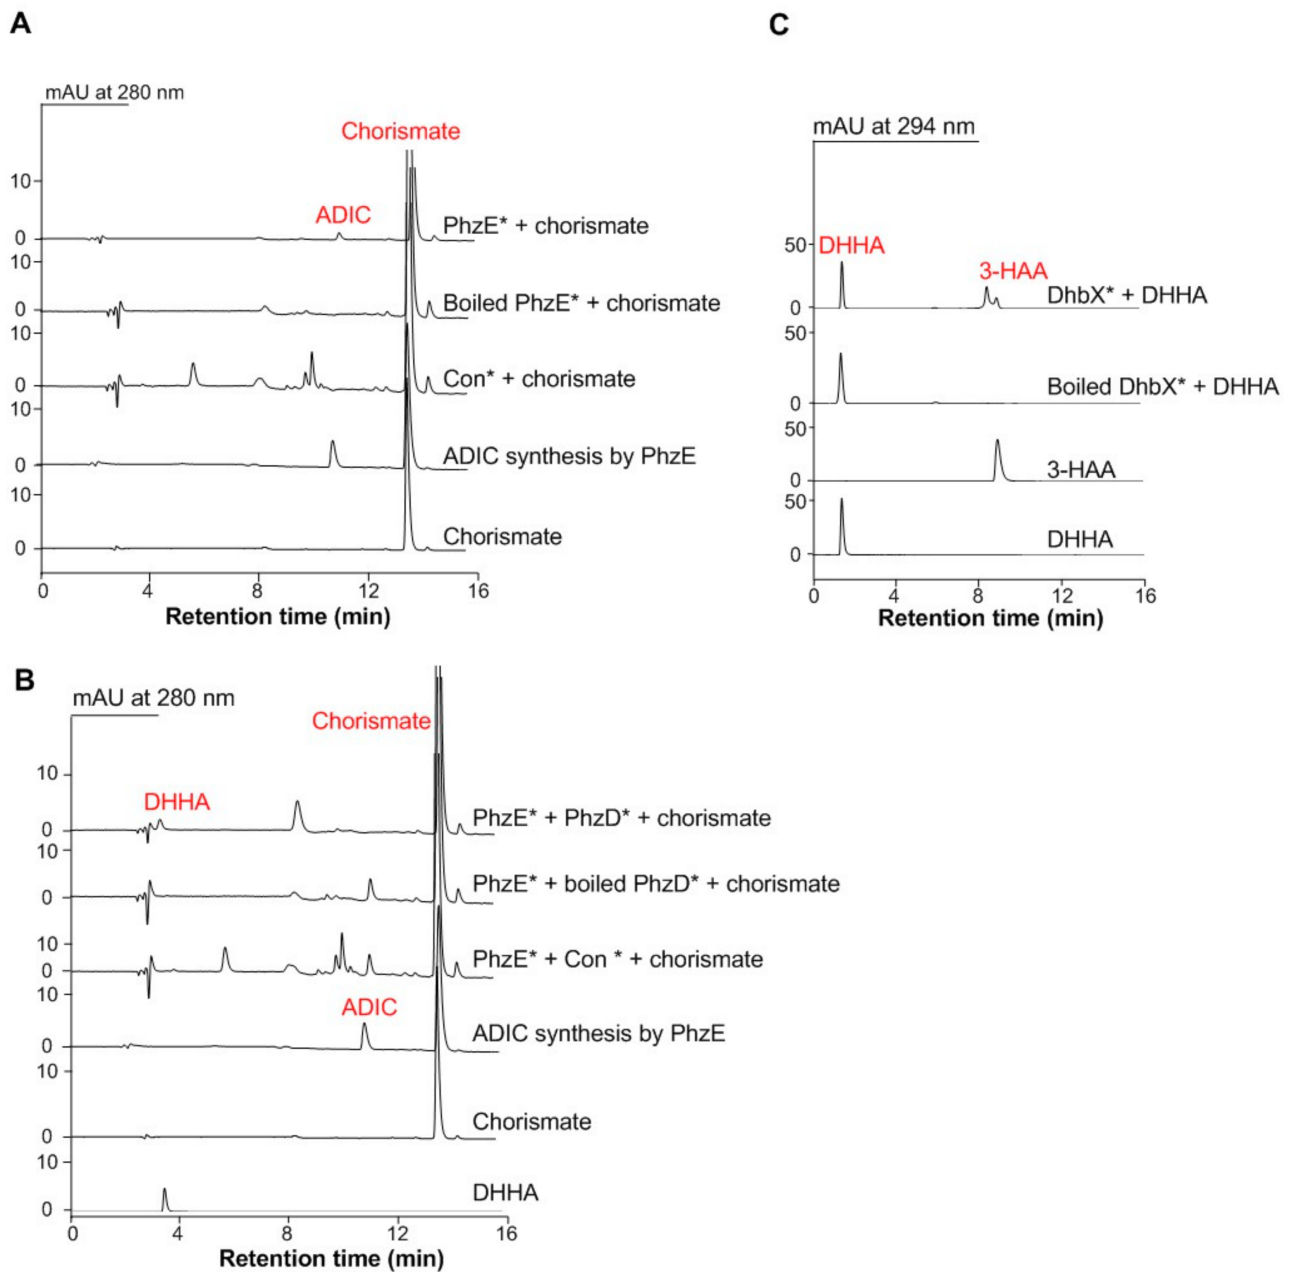 A
mAU at 280 nm
Chorismate
10
ADIC
0
PhzE* + chorismate
10
0
Boiled PhzE* + chorismate
10
0
Con* + chorismate
10
0
ADIC synthesis by PhzE
10
0
Chorismate
0 4 8 12 16
Retention time (min)
C
mAU at 294 nm
50
DHHA
3-HAA
0
DhbX* + DHHA
50
0
Boiled DhbX* + DHHA
50
0
3-HAA
50
0
DHHA
0 4 8 12 16
Retention time (min)
B
mAU at 280 nm
Chorismate
10
DHHA
0
PhzE* + PhzD* + chorismate
10
0
PhzE* + boiled PhzD* + chorismate
10
0
PhzE* + Con * + chorismate
10
ADIC
0
ADIC synthesis by PhzE
10
0
Chorismate
10
0
DHHA
0 4 8 12 16
Retention time (min)